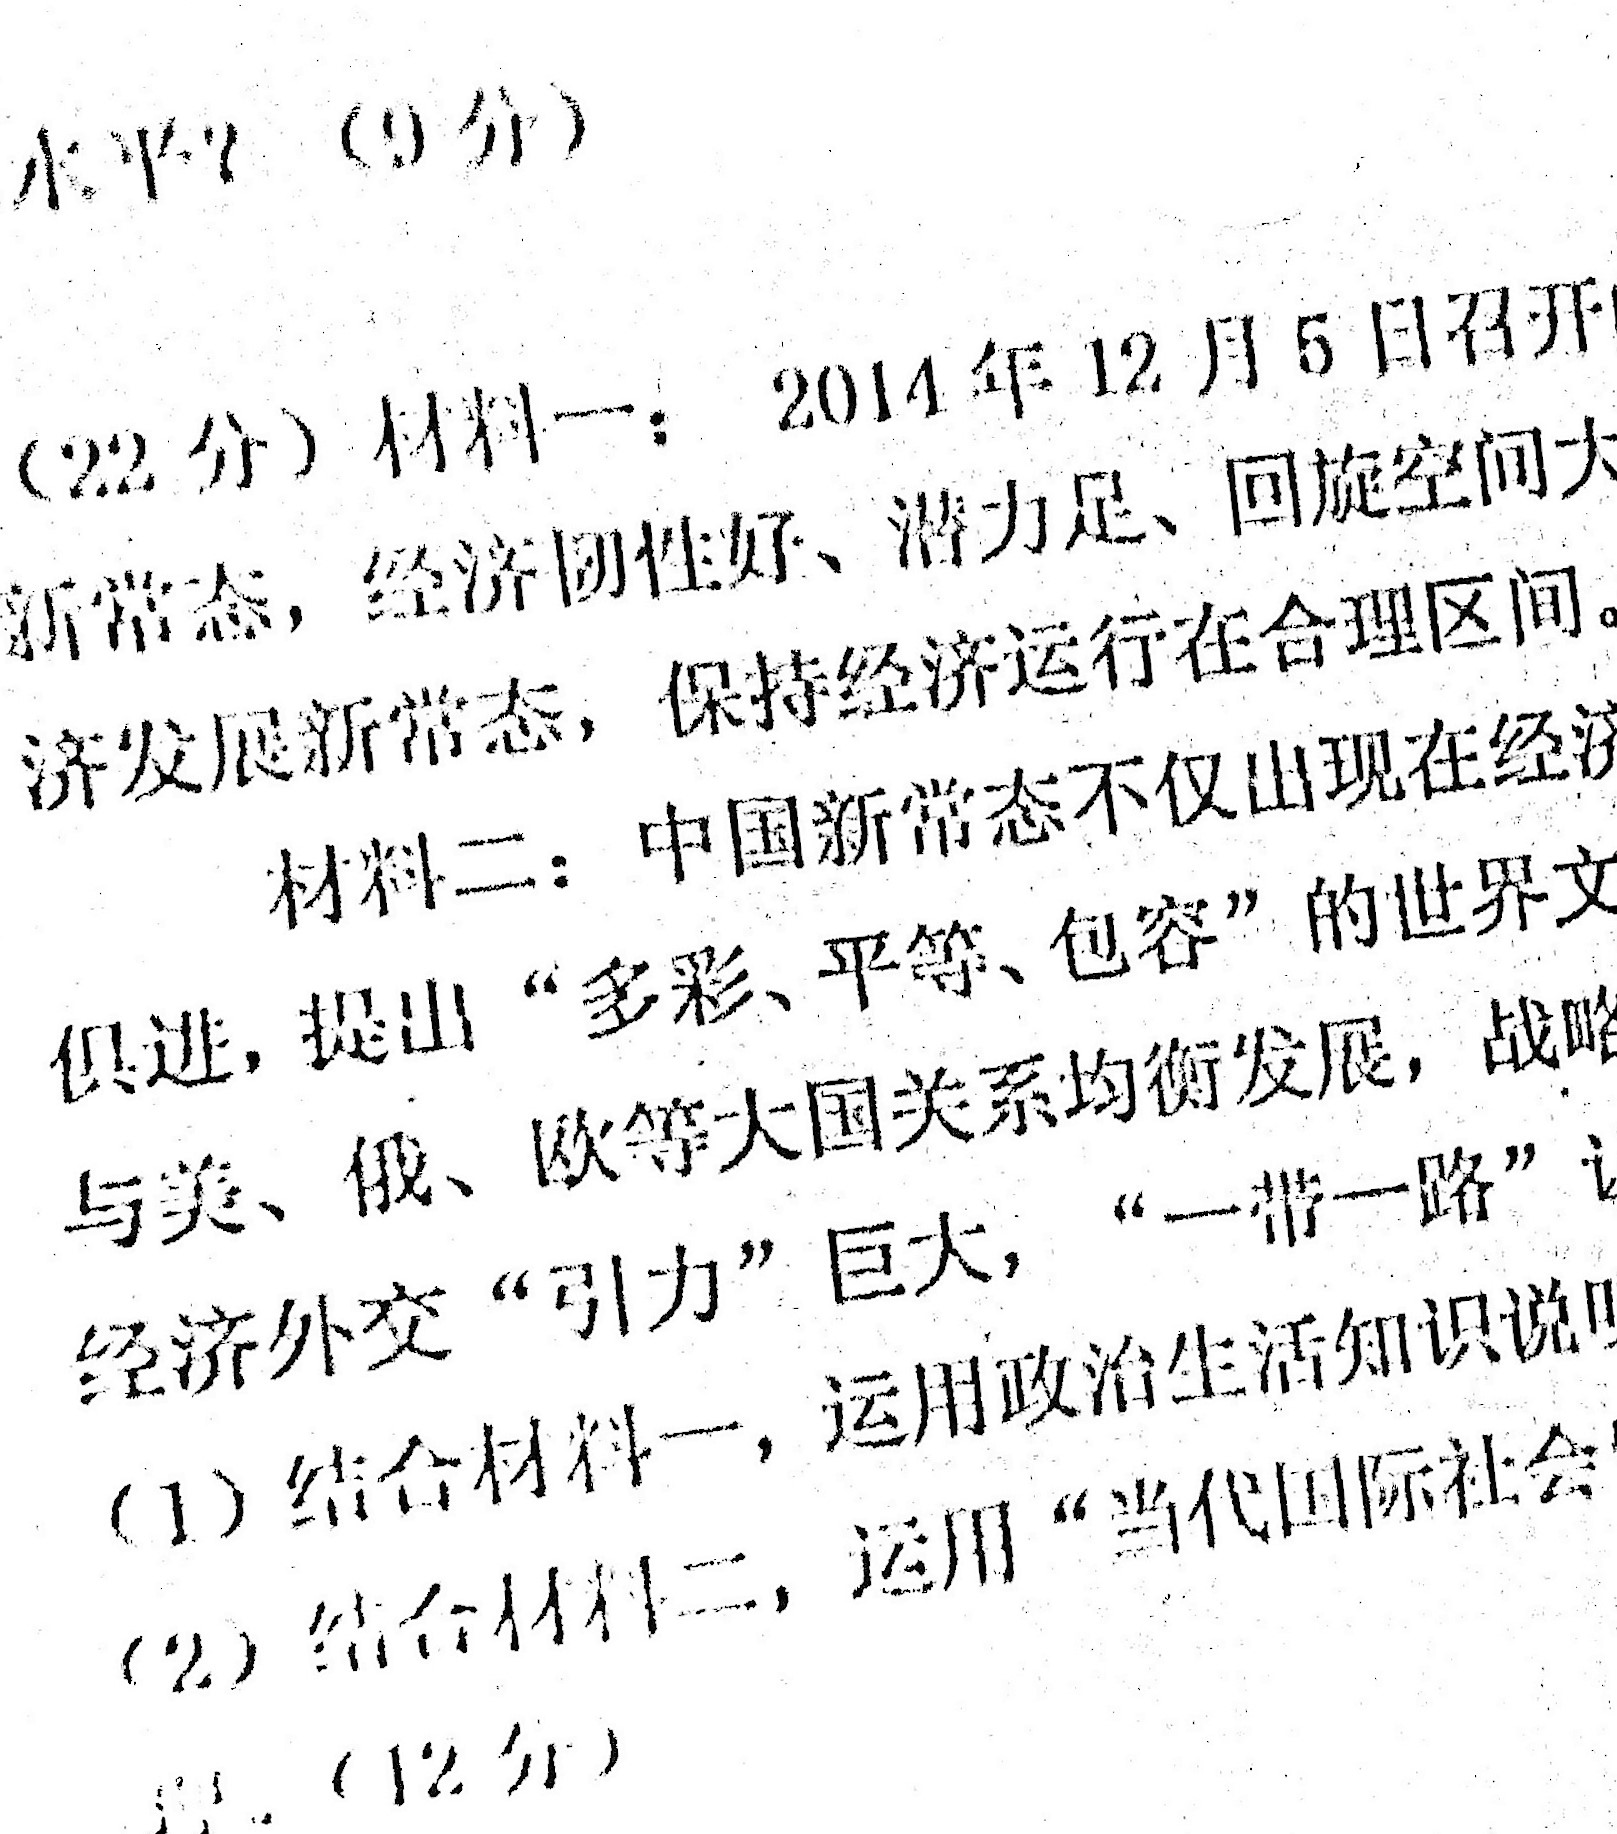 水平？（9分）
（22分）材料一： 2014年12月5日召开
新常态，经济韧性好、潜力足、回旋空间大
济发展新常态，保持经济运行在合理区间。
材料二：中国新常态不仅出现在经济
俱进，提出“多彩、平等、包容”的世界文
与美、俄、欧等大国关系均衡发展，战略
经济外交“引力”巨大，“一带一路”
（1）结合材料一，运用政治生活知识说明
（2）结合材料二，运用“当代国际社会
（12分）